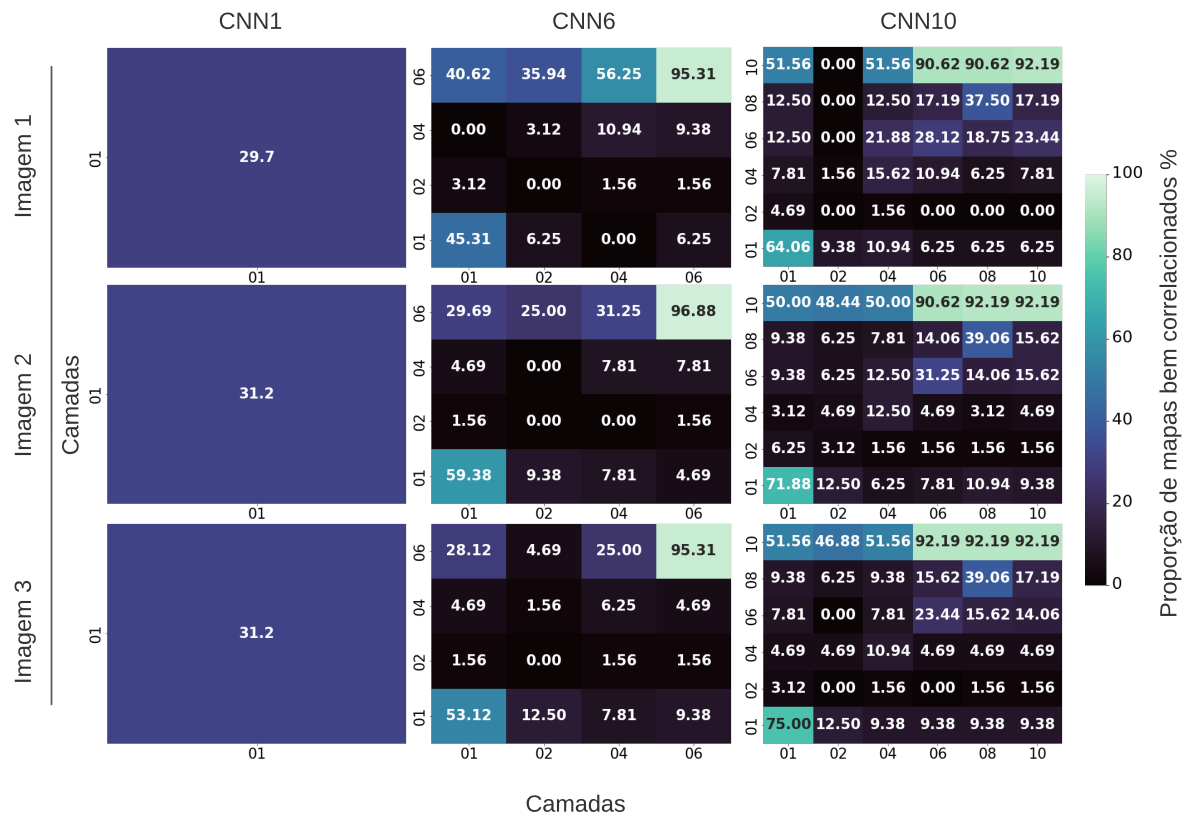 CNN1 CNN6 CNN10
Imagem 1
01
29.7
01
06 40.62 35.94 56.25 95.31
04 0.00 3.12 10.94 9.38
02 3.12 0.00 1.56 1.56
01 45.31 6.25 0.00 6.25
01 02 04 06
10 51.56 0.00 51.56 90.62 90.62 92.19
08 12.50 0.00 12.50 17.19 37.50 17.19
06 12.50 0.00 21.88 28.12 18.75 23.44
04 7.81 1.56 15.62 10.94 6.25 7.81
02 4.69 0.00 1.56 0.00 0.00 0.00
01 64.06 9.38 10.94 6.25 6.25 6.25
01 02 04 06 08 10
Imagem 2
Camadas
01
31.2
01
06 29.69 25.00 31.25 96.88
04 4.69 0.00 7.81 7.81
02 1.56 0.00 0.00 1.56
01 59.38 9.38 7.81 4.69
01 02 04 06
10 50.00 48.44 50.00 90.62 92.19 92.19
08 9.38 6.25 7.81 14.06 39.06 15.62
06 9.38 6.25 12.50 31.25 14.06 15.62
04 3.12 4.69 12.50 4.69 3.12 4.69
02 6.25 3.12 1.56 1.56 1.56 1.56
01 71.88 12.50 6.25 7.81 10.94 9.38
01 02 04 06 08 10
Imagem 3
01
31.2
01
06 28.12 4.69 25.00 95.31
04 4.69 1.56 6.25 4.69
02 1.56 0.00 1.56 1.56
01 53.12 12.50 7.81 9.38
01 02 04 06
10 51.56 46.88 51.56 92.19 92.19 92.19
08 9.38 6.25 9.38 15.62 39.06 17.19
06 7.81 0.00 7.81 23.44 15.62 14.06
04 4.69 4.69 10.94 4.69 4.69 4.69
02 3.12 0.00 1.56 0.00 1.56 1.56
01 75.00 12.50 9.38 9.38 9.38 9.38
01 02 04 06 08 10
Camadas
100
80
60
40
20
0
Proporção de mapas bem correlacionados %